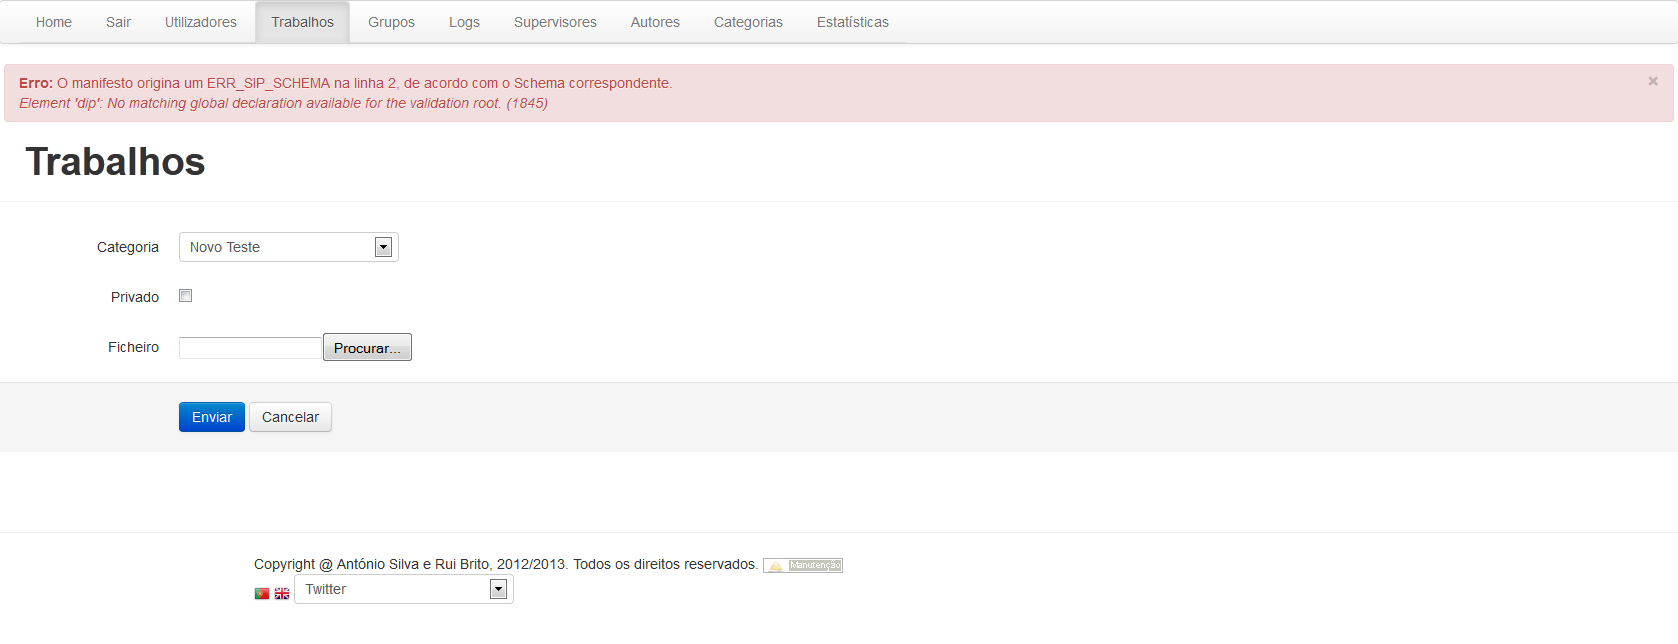 Home Sair Utilizadores Trabalhos Grupos Logs Supervisores Autores Categorias Estatísticas
Erro: O manifesto origina um ERR_SIP_SCHEMA na linha 2, de acordo com o Schema correspondente. ×
Element 'dip': No matching global declaration available for the validation root. (1845)
Trabalhos
Categoria Novo Teste
Privado
Ficheiro Procurar...
Enviar Cancelar
Copyright @ António Silva e Rui Brito, 2012/2013. Todos os direitos reservados. Manutenção
Twitter